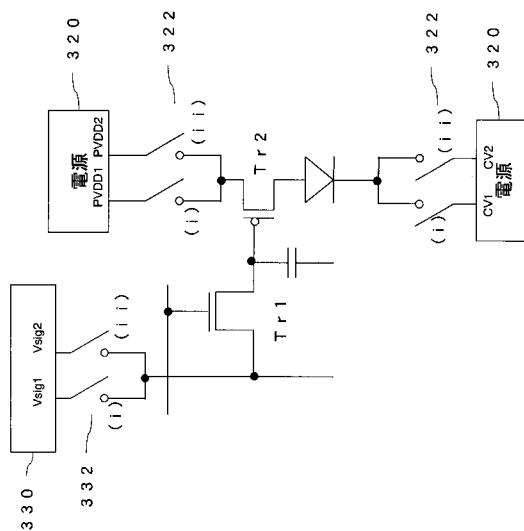 330
332
320
322
Vsig1 Vsig2
(i)
(ii)
電源
PVDD1 PVDD2
(i)
(ii)
Tr1
Tr2
(i)
(ii)
322
CV1 CV2
電源
320